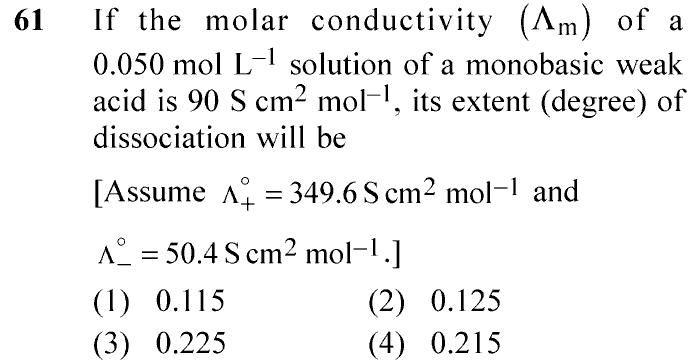 61 If the molar conductivity (Λₘ) of a
0.050 mol L⁻¹ solution of a monobasic weak
acid is 90 S cm² mol⁻¹, its extent (degree) of
dissociation will be
[Assume Λ°₊ = 349.6 S cm² mol⁻¹ and
Λ°₋ = 50.4 S cm² mol⁻¹.]
(1) 0.115 (2) 0.125
(3) 0.225 (4) 0.215